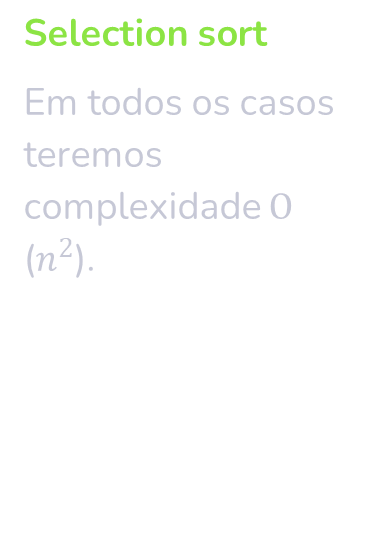 Selection sort
Em todos os casos
teremos
complexidade O
(n²).